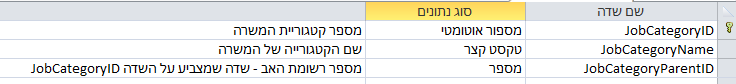 שם שדה סוג נתונים
JobCategoryID מספור אוטומטי מספר קטגוריית המשרה
JobCategoryName טקסט קצר שם הקטגורייה של המשרה
JobCategoryParentID מספר מספר רשומת האב - שדה שמצביע על השדה JobCategoryID